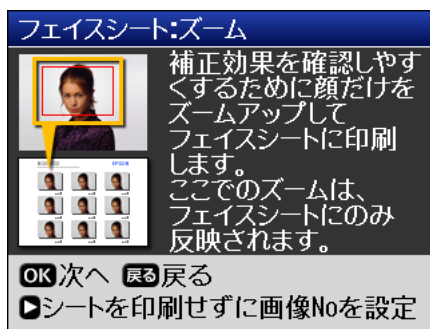 フェイスシート:ズーム
補正効果を確認しやす
くするために顔だけを
ズームアップして
フェイスシートに印刷
します。
ここでのズームは、
フェイスシートにのみ
反映されます。
EPSON
OK次へ 戻る戻る
▶シートを印刷せずに画像Noを設定